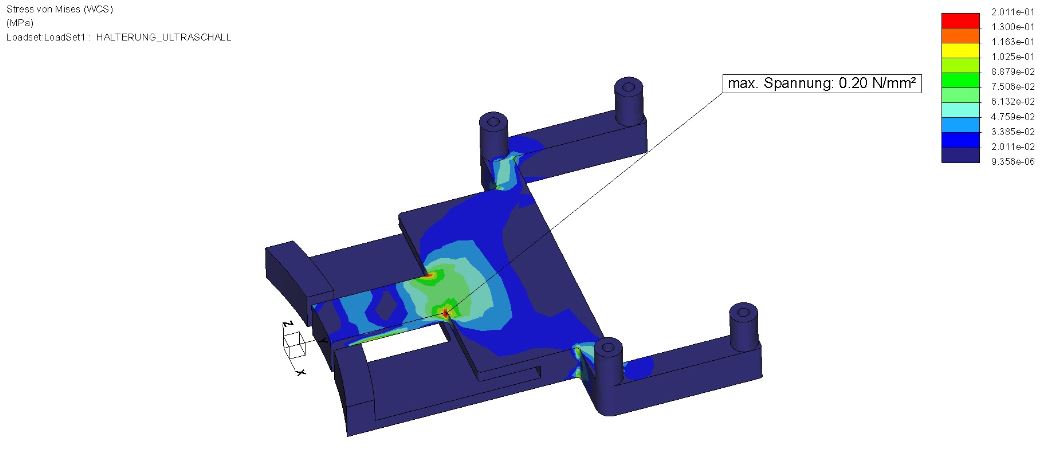 Stress von Mises (WCS)
(MPa)
Loadset:LoadSet1 : HALTERUNG_ULTRASCHALL
2.011e-01
1.300e-01
1.163e-01
1.025e-01
8.879e-02
7.506e-02
6.132e-02
4.759e-02
3.385e-02
2.011e-02
9.356e-06
max. Spannung: 0.20 N/mm²
Z
Y
X